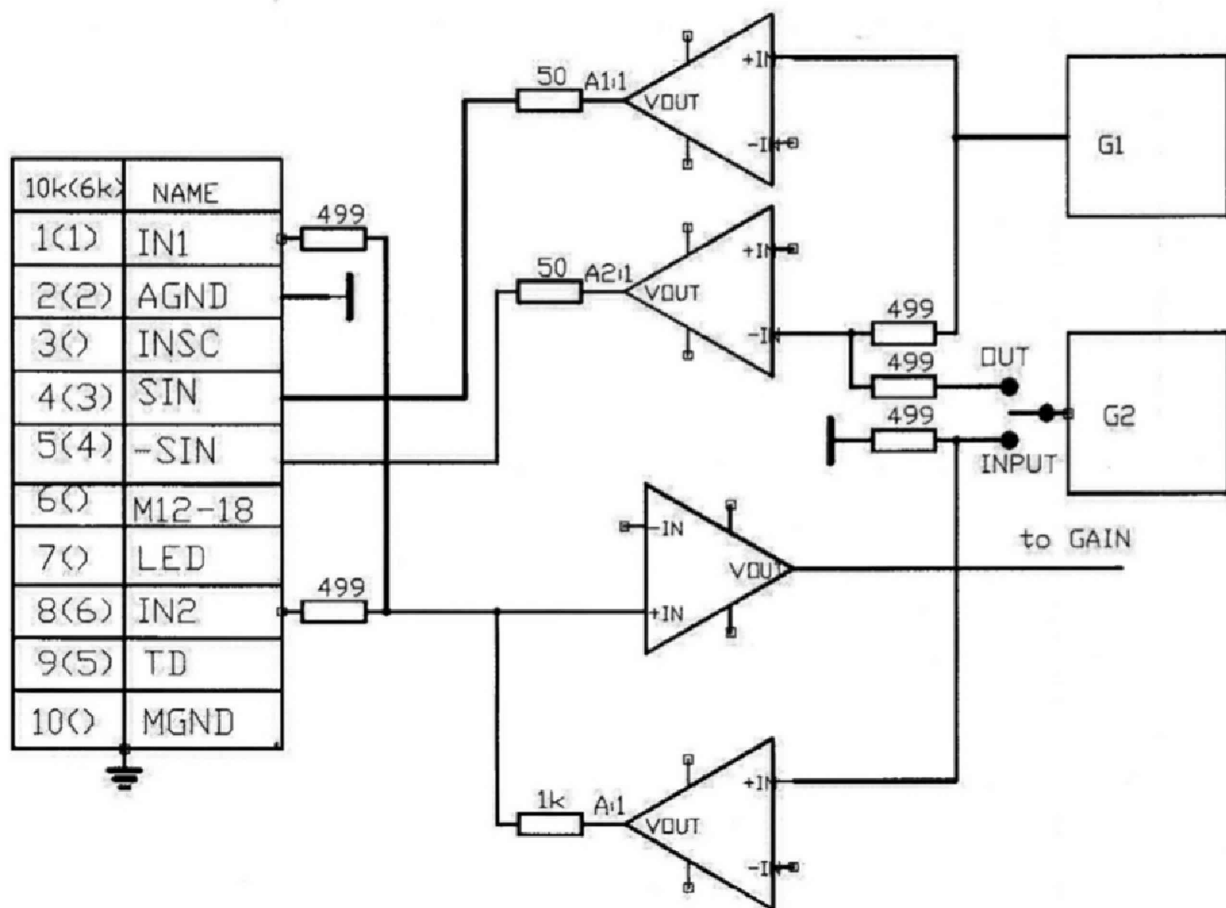 10k(6k) NAME
1(1) IN1
2(2) AGND
3() INSC
4(3) SIN
5(4) -SIN
6() M12-18
7() LED
8(6) IN2
9(5) TD
10() MGND
499
499
50 A1:1
VOUT
+IN
-IN
50 A2:1
VOUT
+IN
-IN
499
499
499
OUT
INPUT
G1
G2
-IN
+IN
VOUT
to GAIN
1k A:1
VOUT
+IN
-IN